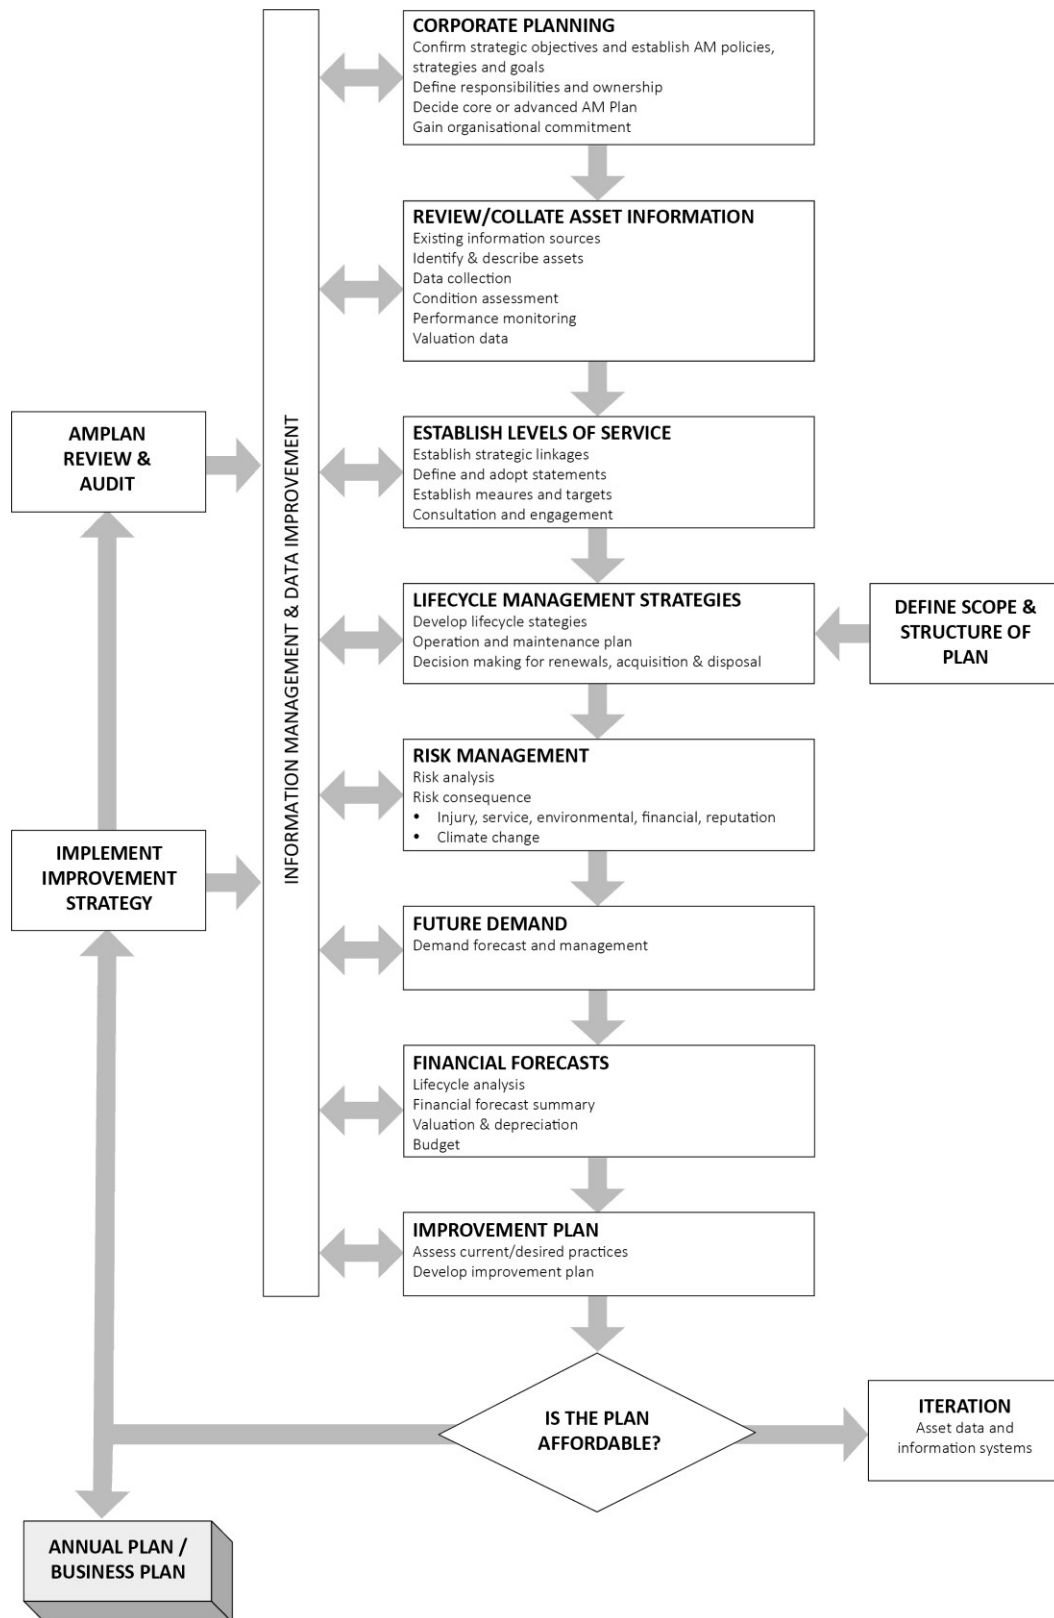 CORPORATE PLANNING
Confirm strategic objectives and establish AM policies,
strategies and goals
Define responsibilities and ownership
Decide core or advanced AM Plan
Gain organisational commitment
REVIEW/COLLATE ASSET INFORMATION
Existing information sources
Identify & describe assets
Data collection
Condition assessment
Performance monitoring
Valuation data
INFORMATION MANAGEMENT & DATA IMPROVEMENT
AMPLAN
REVIEW &
AUDIT
ESTABLISH LEVELS OF SERVICE
Establish strategic linkages
Define and adopt statements
Establish meaures and targets
Consultation and engagement
LIFECYCLE MANAGEMENT STRATEGIES
Develop lifecycle stategies
Operation and maintenance plan
Decision making for renewals, acquisition & disposal
DEFINE SCOPE &
STRUCTURE OF
PLAN
RISK MANAGEMENT
Risk analysis
Risk consequence
• Injury, service, environmental, financial, reputation
• Climate change
IMPLEMENT
IMPROVEMENT
STRATEGY
FUTURE DEMAND
Demand forecast and management
FINANCIAL FORECASTS
Lifecycle analysis
Financial forecast summary
Valuation & depreciation
Budget
IMPROVEMENT PLAN
Assess current/desired practices
Develop improvement plan
IS THE PLAN
AFFORDABLE?
ITERATION
Asset data and
information systems
ANNUAL PLAN /
BUSINESS PLAN